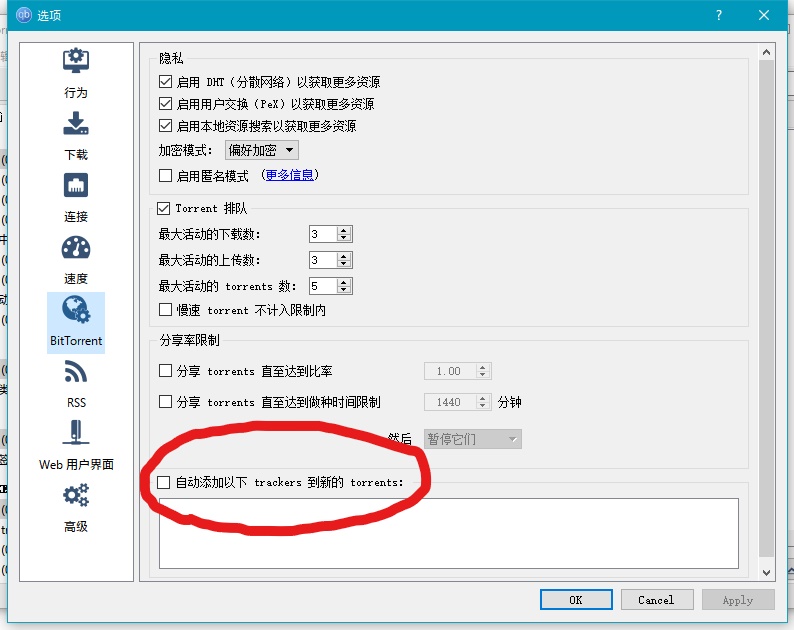 qb 选项
?
行为
下载
连接
速度
BitTorrent
RSS
Web 用户界面
高级
隐私
启用 DHT（分散网络）以获取更多资源
启用用户交换（PeX）以获取更多资源
启用本地资源搜索以获取更多资源
加密模式： 偏好加密
启用匿名模式 （更多信息）
Torrent 排队
最大活动的下载数： 3
最大活动的上传数： 3
最大活动的 torrents 数： 5
慢速 torrent 不计入限制内
分享率限制
分享 torrents 直至达到比率 1.00
分享 torrents 直至达到做种时间限制 1440 分钟
然后 暂停它们
自动添加以下 trackers 到新的 torrents:
OK Cancel Apply